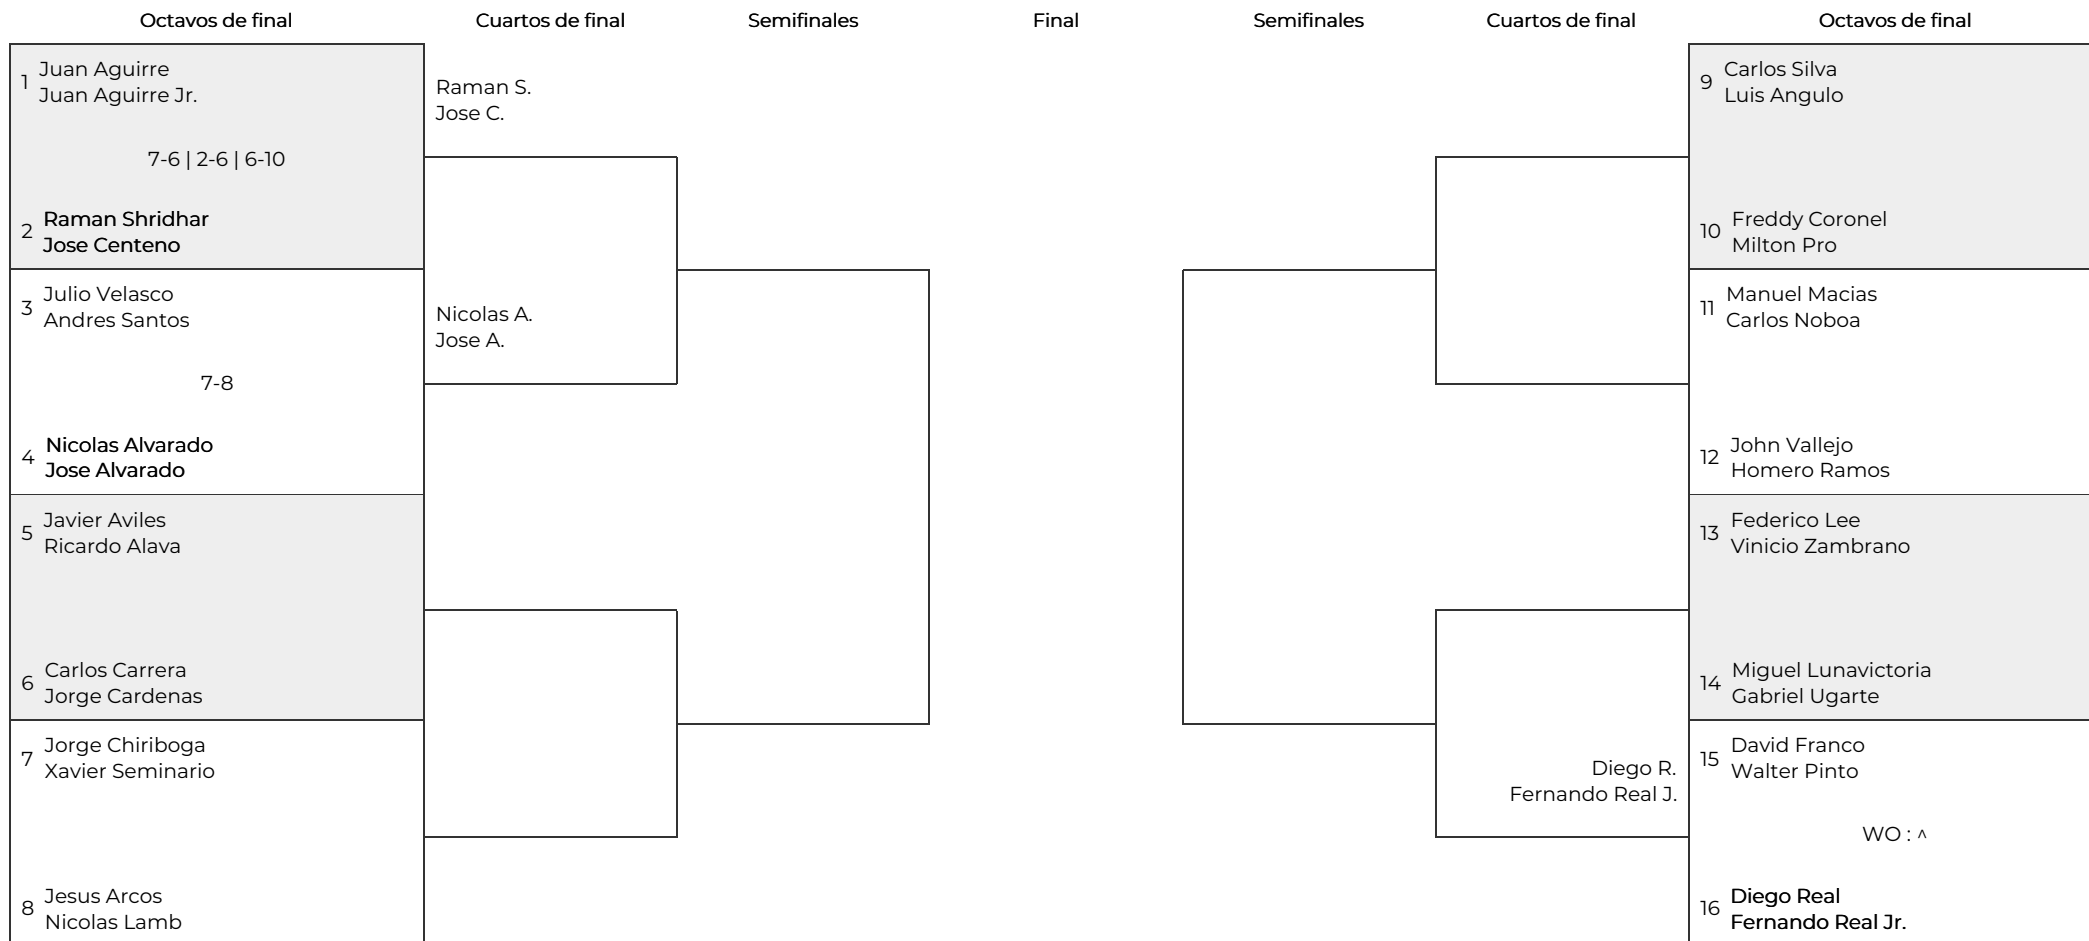 Octavos de final
Cuartos de final
Semifinales
Final
Semifinales
Cuartos de final
Octavos de final
1
Juan Aguirre
Juan Aguirre Jr.
7-6 | 2-6 | 6-10
2
Raman Shridhar
Jose Centeno
3
Julio Velasco
Andres Santos
7-8
4
Nicolas Alvarado
Jose Alvarado
5
Javier Aviles
Ricardo Alava
6
Carlos Carrera
Jorge Cardenas
7
Jorge Chiriboga
Xavier Seminario
8
Jesus Arcos
Nicolas Lamb
Raman S.
Jose C.
Nicolas A.
Jose A.
Diego R.
Fernando Real J.
9
Carlos Silva
Luis Angulo
10
Freddy Coronel
Milton Pro
11
Manuel Macias
Carlos Noboa
12
John Vallejo
Homero Ramos
13
Federico Lee
Vinicio Zambrano
14
Miguel Lunavictoria
Gabriel Ugarte
15
David Franco
Walter Pinto
WO : ^
16
Diego Real
Fernando Real Jr.